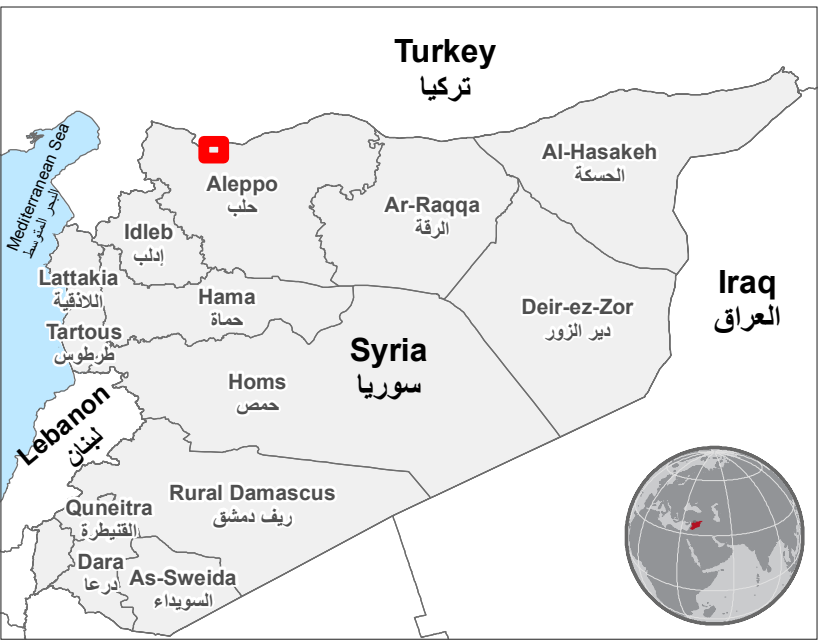 Turkey
تركيا
Mediterranean Sea
البحر المتوسط
Al-Hasakeh
الحسكة
Aleppo
حلب
Ar-Raqqa
الرقة
Idleb
إدلب
Lattakia
اللاذقية
Hama
حماة
Iraq
العراق
Deir-ez-Zor
دير الزور
Tartous
طرطوس
Syria
سوريا
Homs
حمص
Lebanon
لبنان
Rural Damascus
ريف دمشق
Quneitra
القنيطرة
Dara
درعا
As-Sweida
السويداء